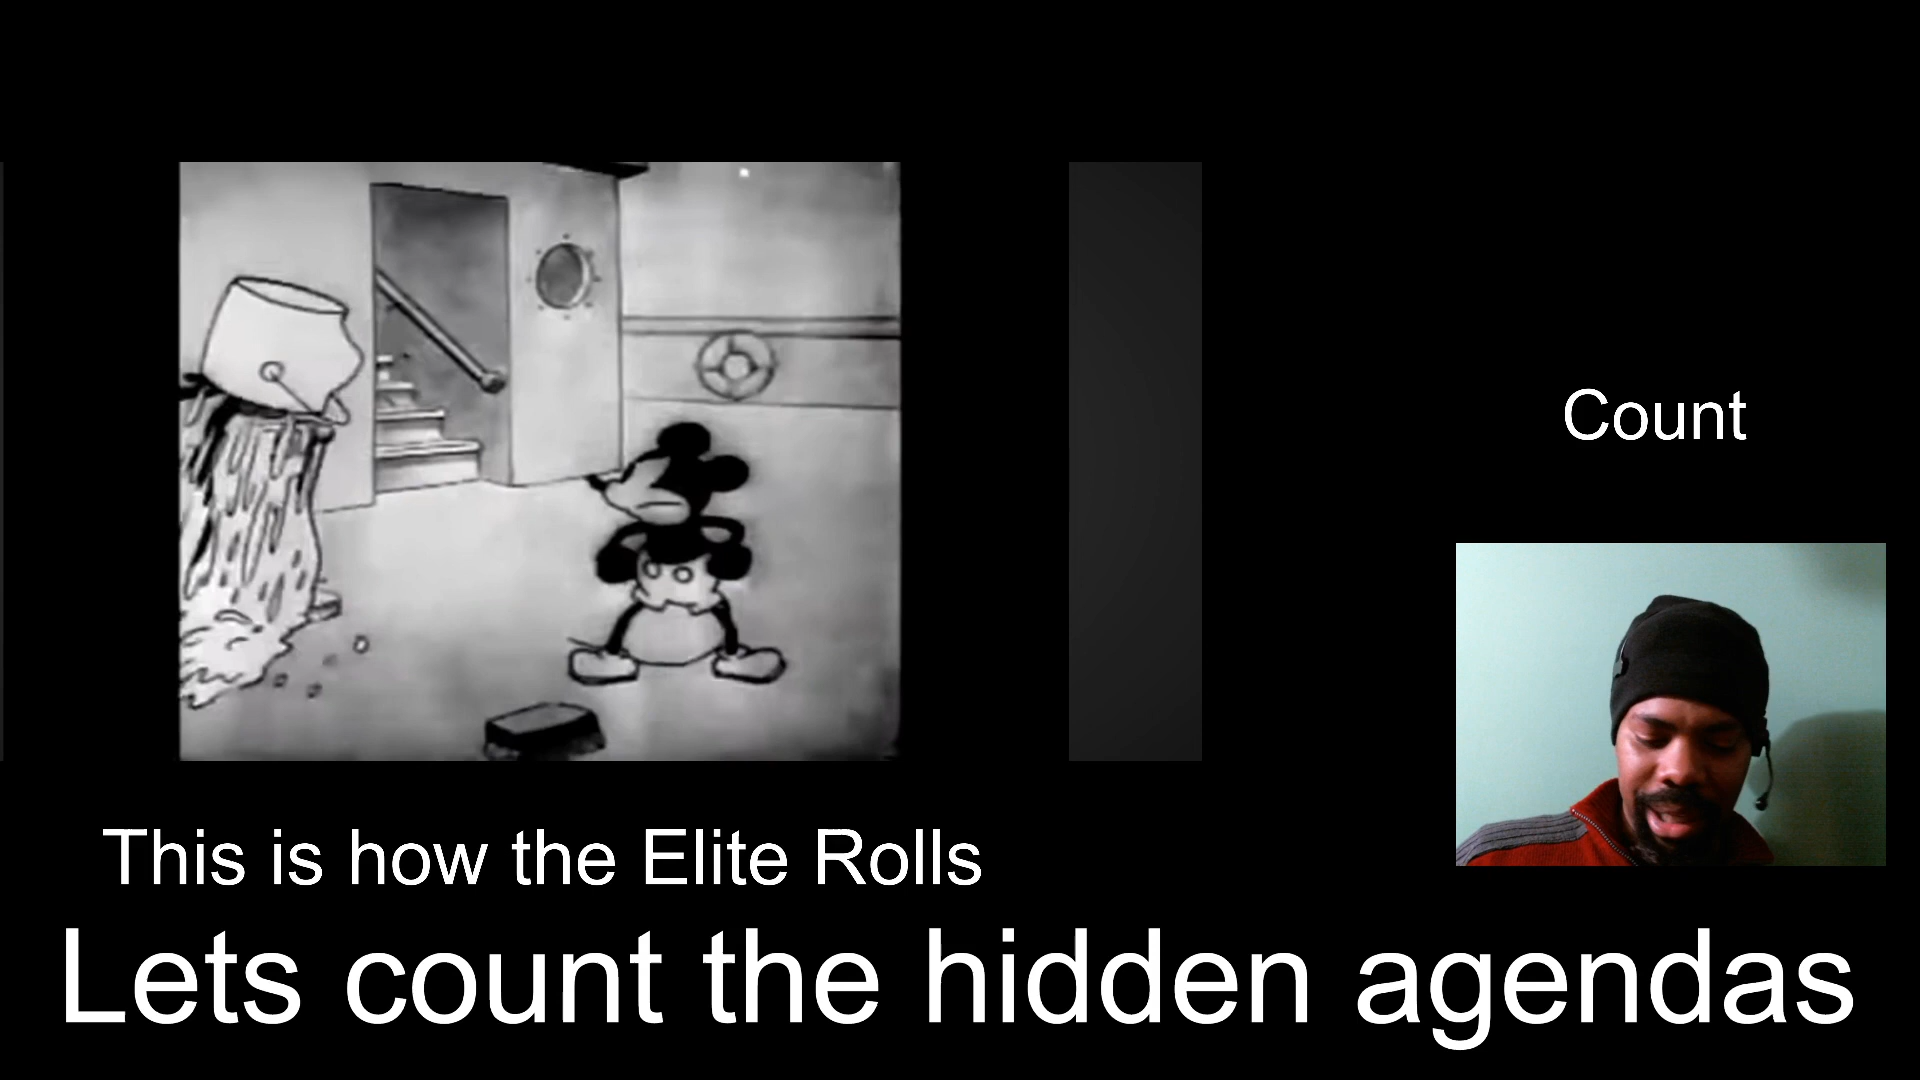 Count
This is how the Elite Rolls
Lets count the hidden agendas